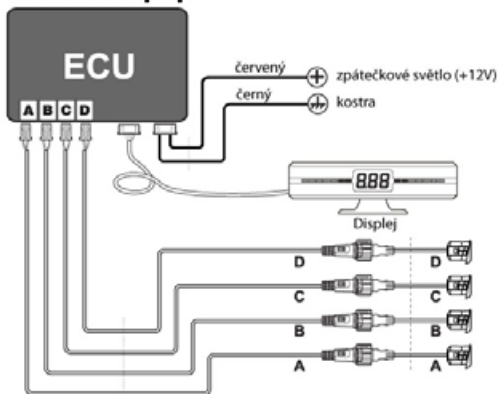 ECU
A B C D
červený
zpátečkové světlo (+12V)
černý
kostra
888
Displej
D D
C C
B B
A A